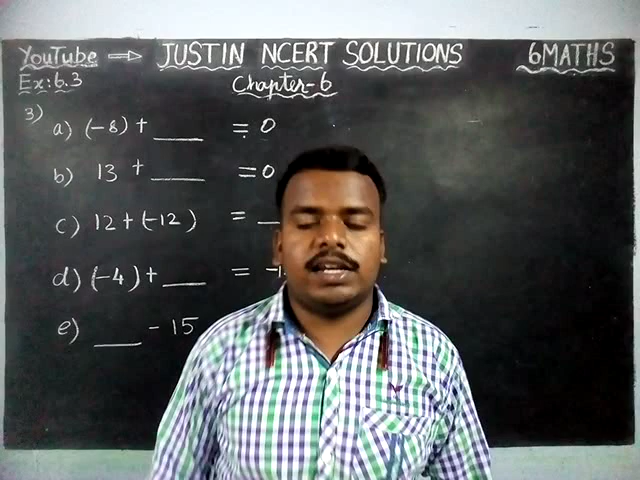 YouTube ⇨ JUSTIN NCERT SOLUTIONS 6MATHS
Ex:6.3 Chapter-6
3)
a) (-8) + ____ = 0
b) 13 + ____ = 0
c) 12 + (-12) = _
d) (-4) + ____ = -1
e) ____ - 15